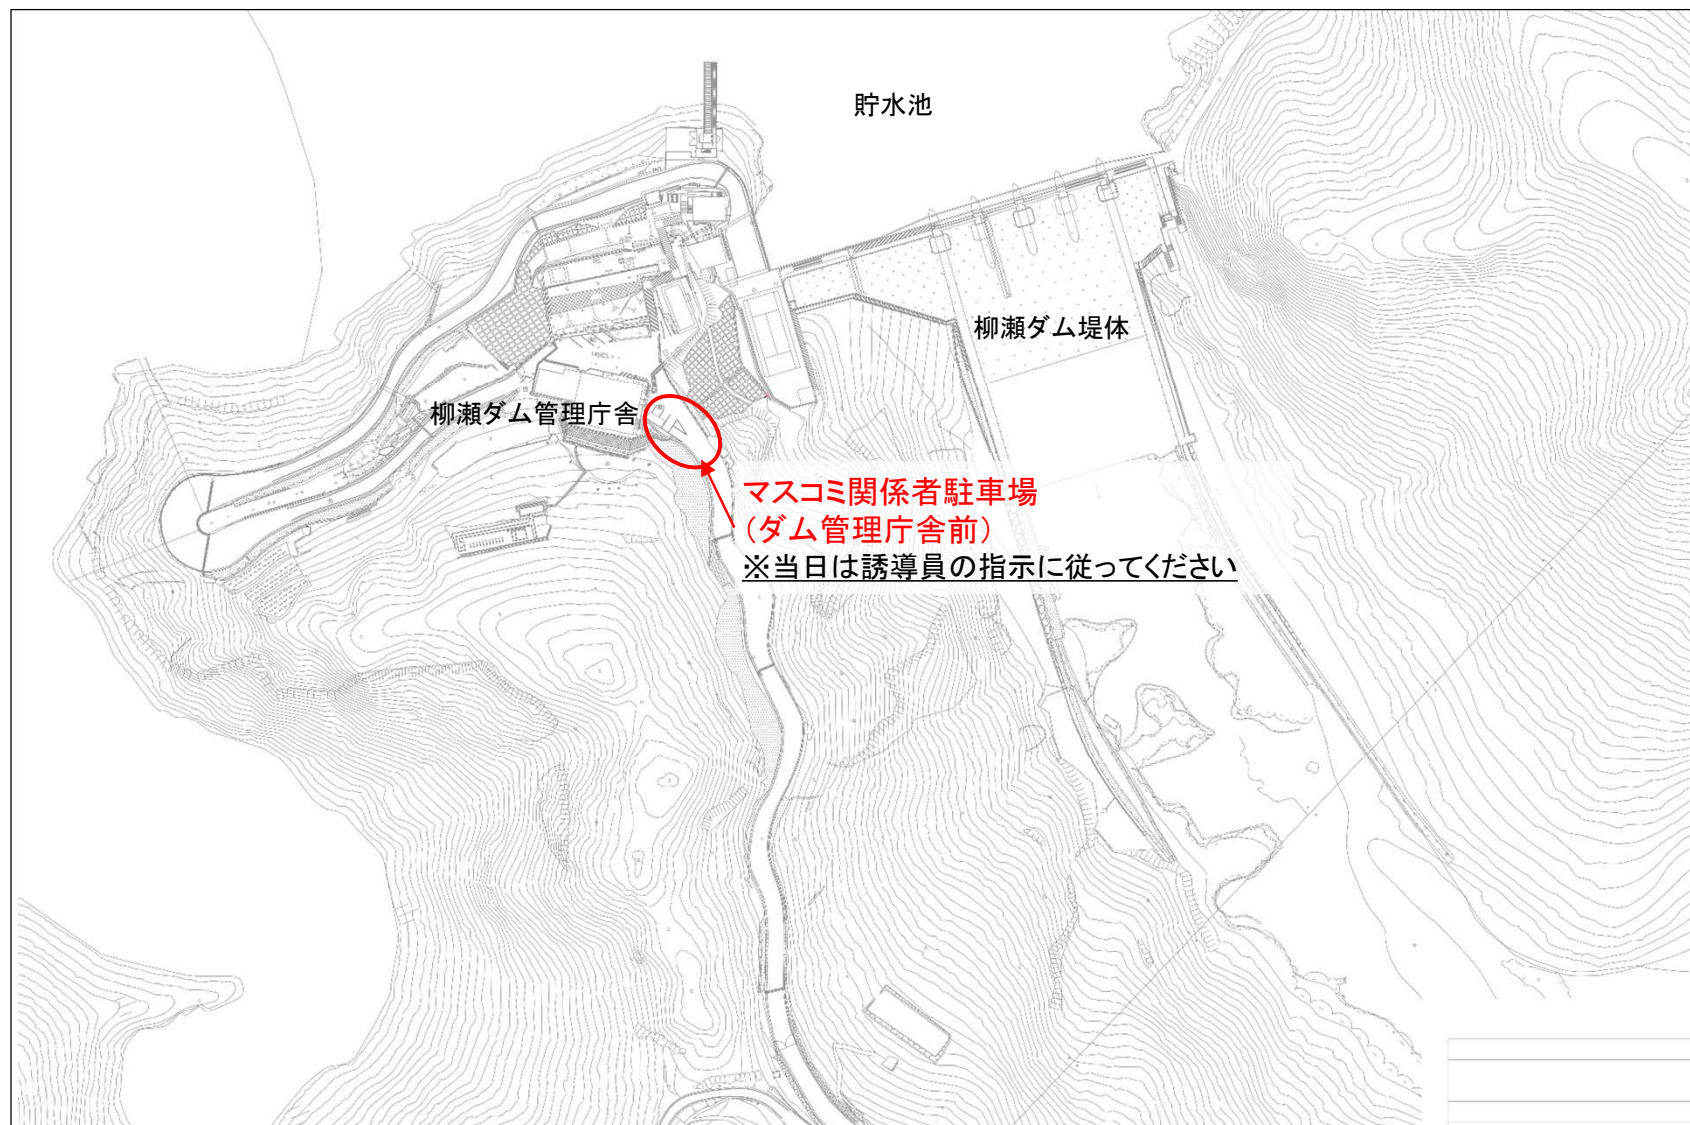 貯水池
柳瀬ダム堤体
柳瀬ダム管理庁舎
マスコミ関係者駐車場
(ダム管理庁舎前)
※当日は誘導員の指示に従ってください